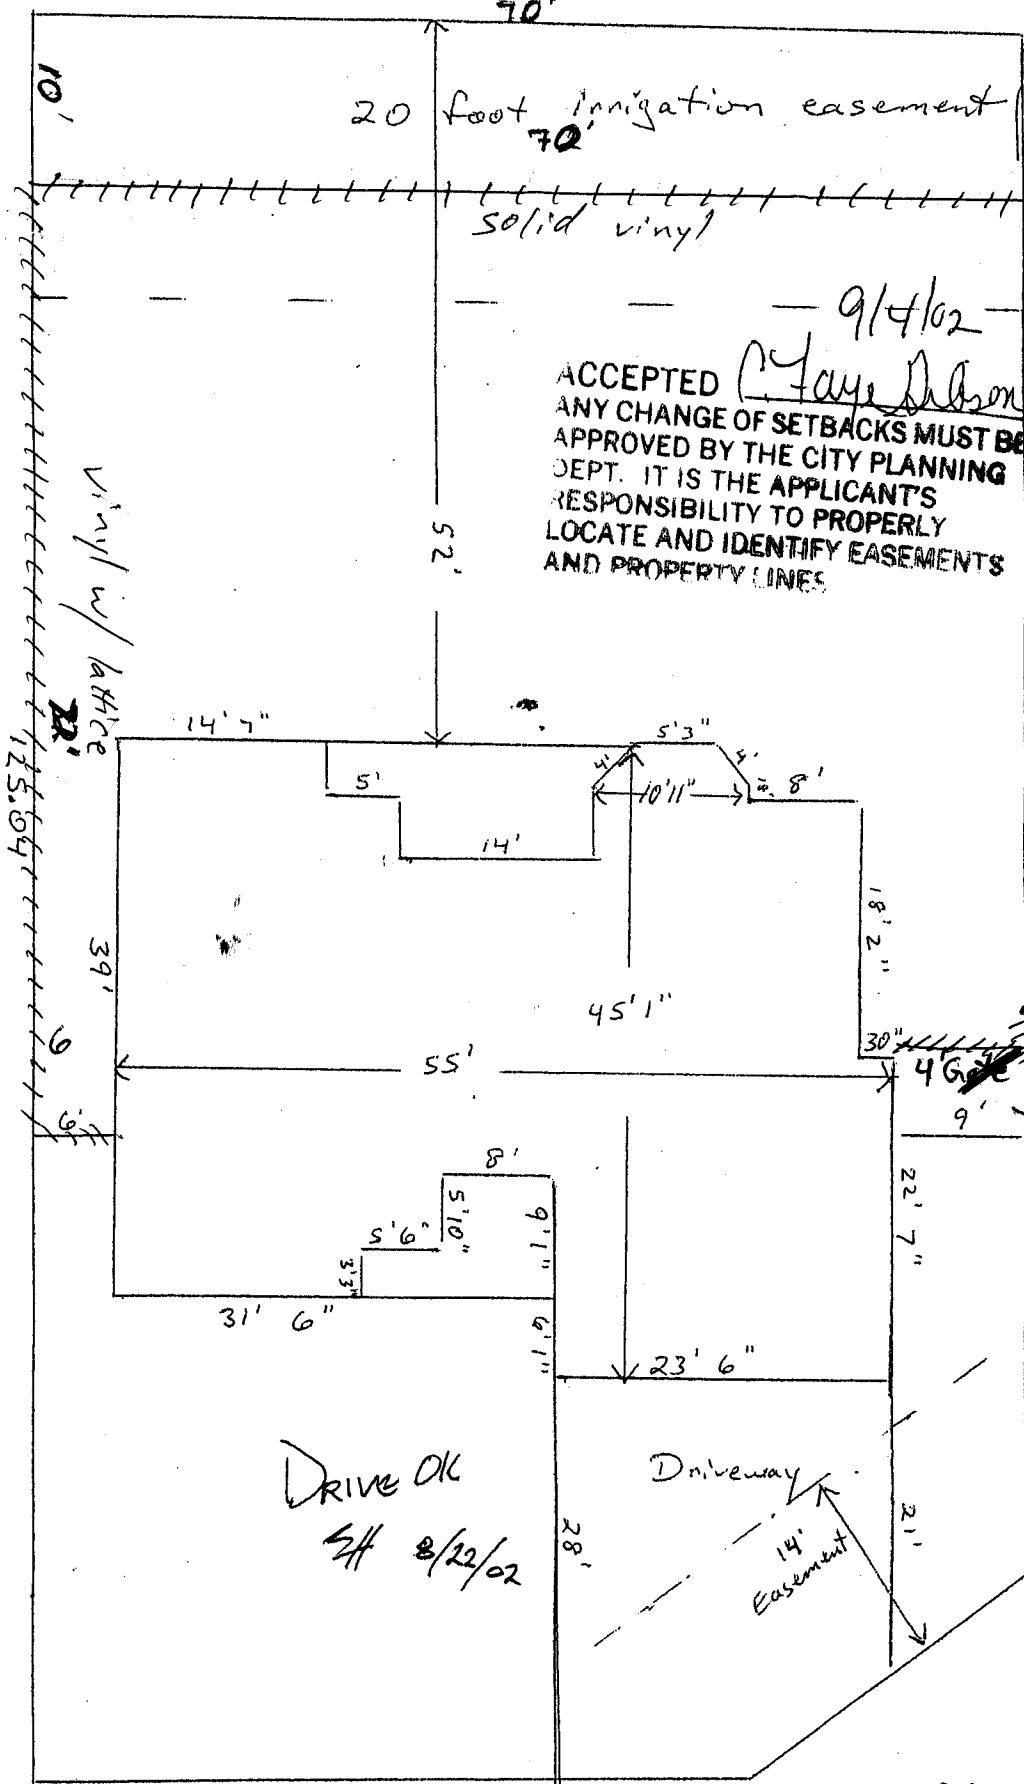 70'
10'
20 foot irrigation easement
70'
solid vinyl
9/4/02
ACCEPTED C. Faye
ANY CHANGE OF SETBACKS MUST BE
APPROVED BY THE CITY PLANNING
DEPT. IT IS THE APPLICANT'S
RESPONSIBILITY TO PROPERLY
LOCATE AND IDENTIFY EASEMENTS
AND PROPERTY LINES
52'
vinyl w/ lattice
125.04
14' 7"
5'3"
4'
4'
5'
10'11"
8'
14'
18' 2"
39'
45'1"
30"
55'
4' Gate
9'
6'
8'
5'10"
9'1"
22' 7"
5'6"
3'3"
31' 6"
6'1"
23' 6"
DRIVE OK
8/22/02
Driveway
14'
Easement
28'
21'